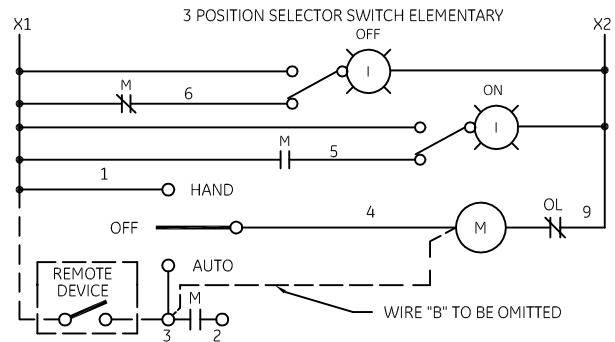 3 POSITION SELECTOR SWITCH ELEMENTARY
X1
X2
OFF
I
M
6
ON
I
M
5
1
HAND
OFF
4
M
OL
9
AUTO
REMOTE
DEVICE
M
WIRE "B" TO BE OMITTED
3
2